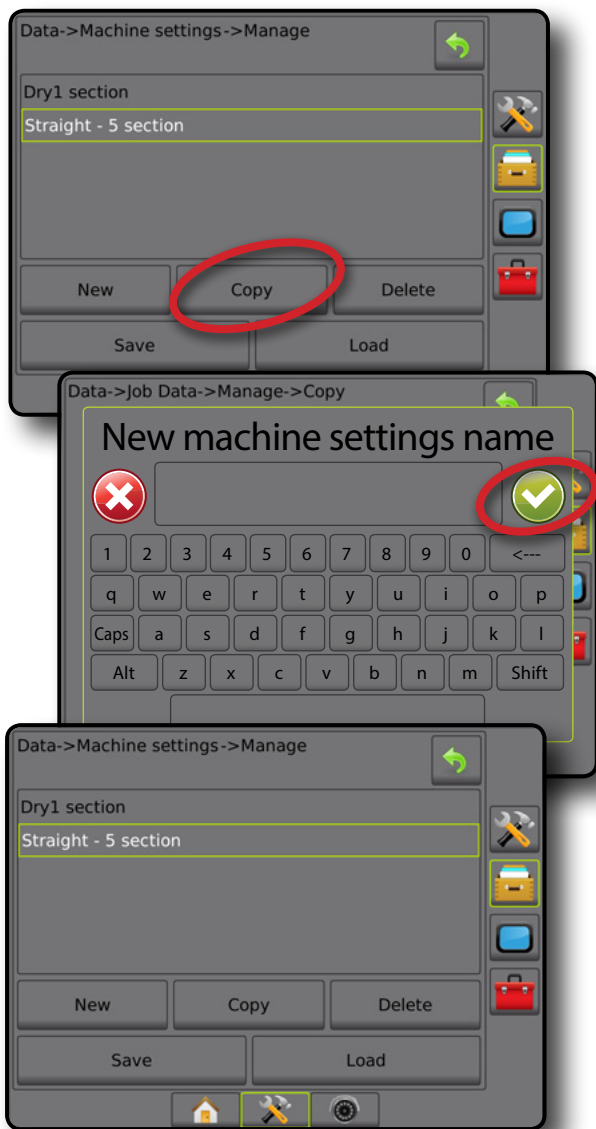 Data->Machine settings->Manage
Dry1 section
Straight - 5 section
New Copy Delete
Save Load
Data->Job Data->Manage->Copy
New machine settings name
1 2 3 4 5 6 7 8 9 0 <---
q w e r t y u i o p
Caps a s d f g h j k l
Alt z x c v b n m Shift
Data->Machine settings->Manage
Dry1 section
Straight - 5 section
New Copy Delete
Save Load